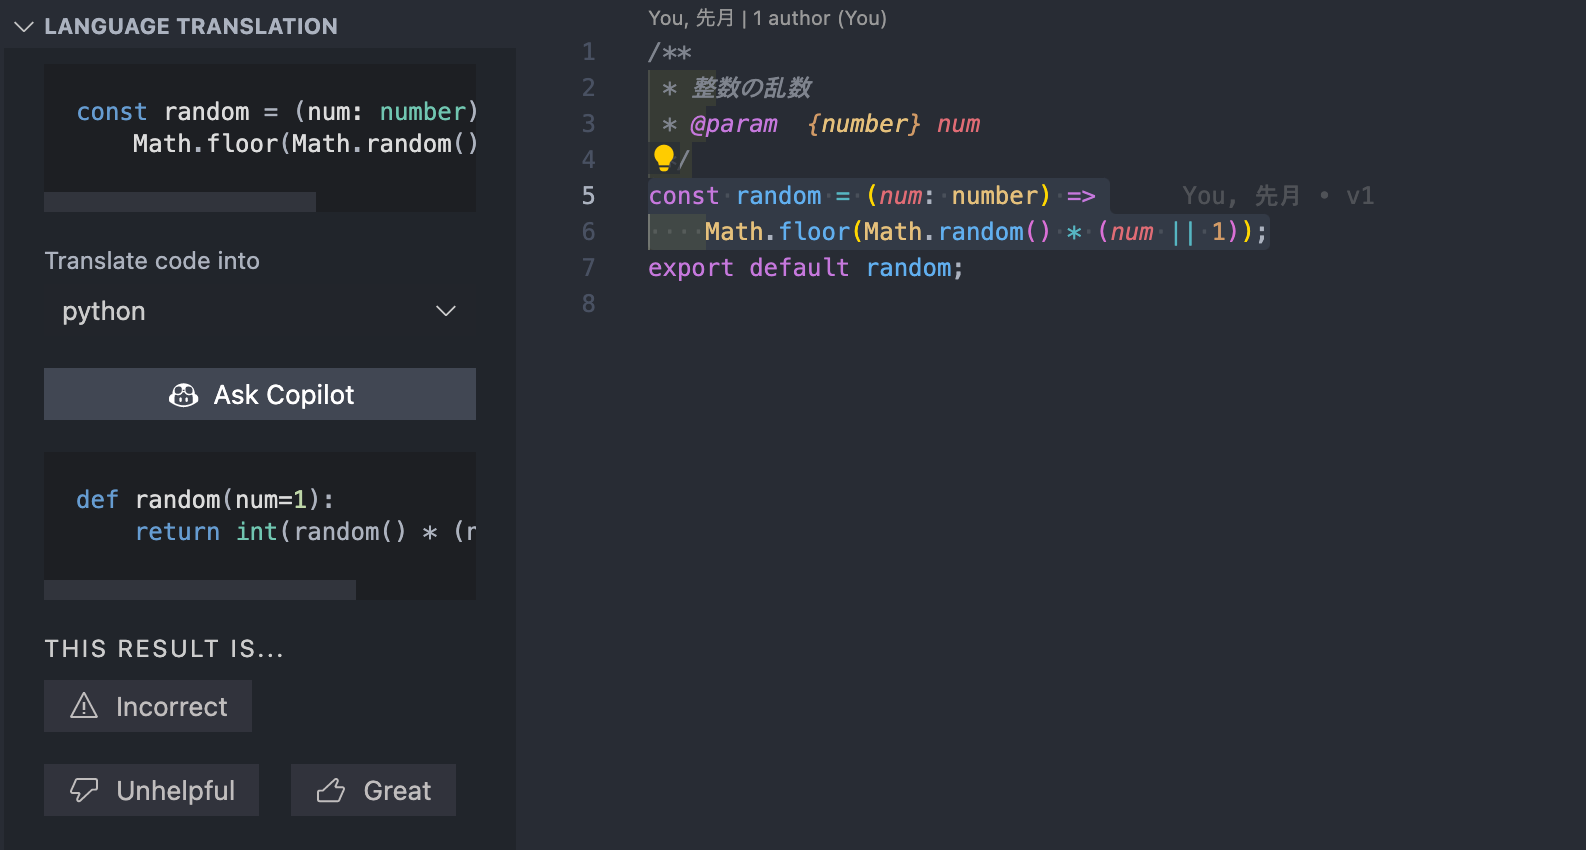 LANGUAGE TRANSLATION
const random = (num: number)
Math.floor(Math.random()
Translate code into
python
Ask Copilot
def random(num=1):
return int(random() * (
THIS RESULT IS...
Incorrect
Unhelpful
Great
You, 先月 | 1 author (You)
1 /**
2 * 整数の乱数
3 * @param {number} num
4 /
5 const random = (num: number) => You, 先月 • v1
6 Math.floor(Math.random() * (num || 1));
7 export default random;
8